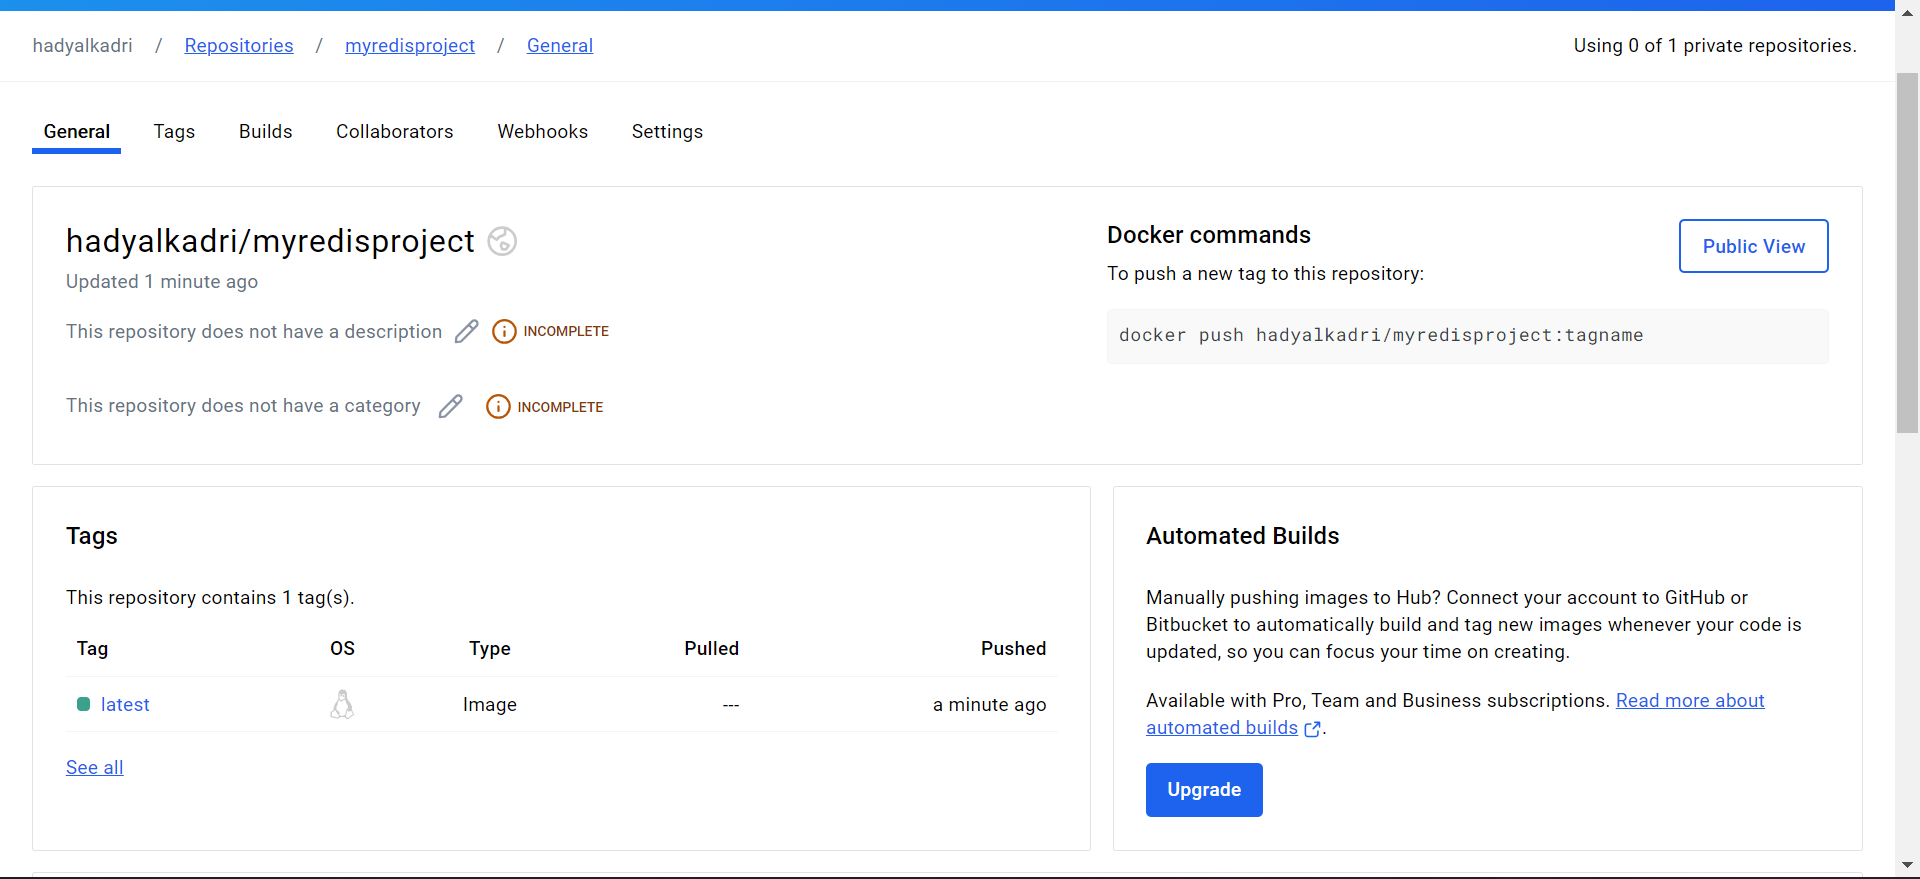 hadyalkadri / Repositories / myredisproject / General
Using 0 of 1 private repositories.
General Tags Builds Collaborators Webhooks Settings
hadyalkadri/myredisproject
Updated 1 minute ago
This repository does not have a description INCOMPLETE
This repository does not have a category INCOMPLETE
Docker commands
Public View
To push a new tag to this repository:
docker push hadyalkadri/myredisproject:tagname
Tags
This repository contains 1 tag(s).
Tag OS Type Pulled Pushed
latest Image --- a minute ago
See all
Automated Builds
Manually pushing images to Hub? Connect your account to GitHub or
Bitbucket to automatically build and tag new images whenever your code is
updated, so you can focus your time on creating.
Available with Pro, Team and Business subscriptions. Read more about
automated builds .
Upgrade